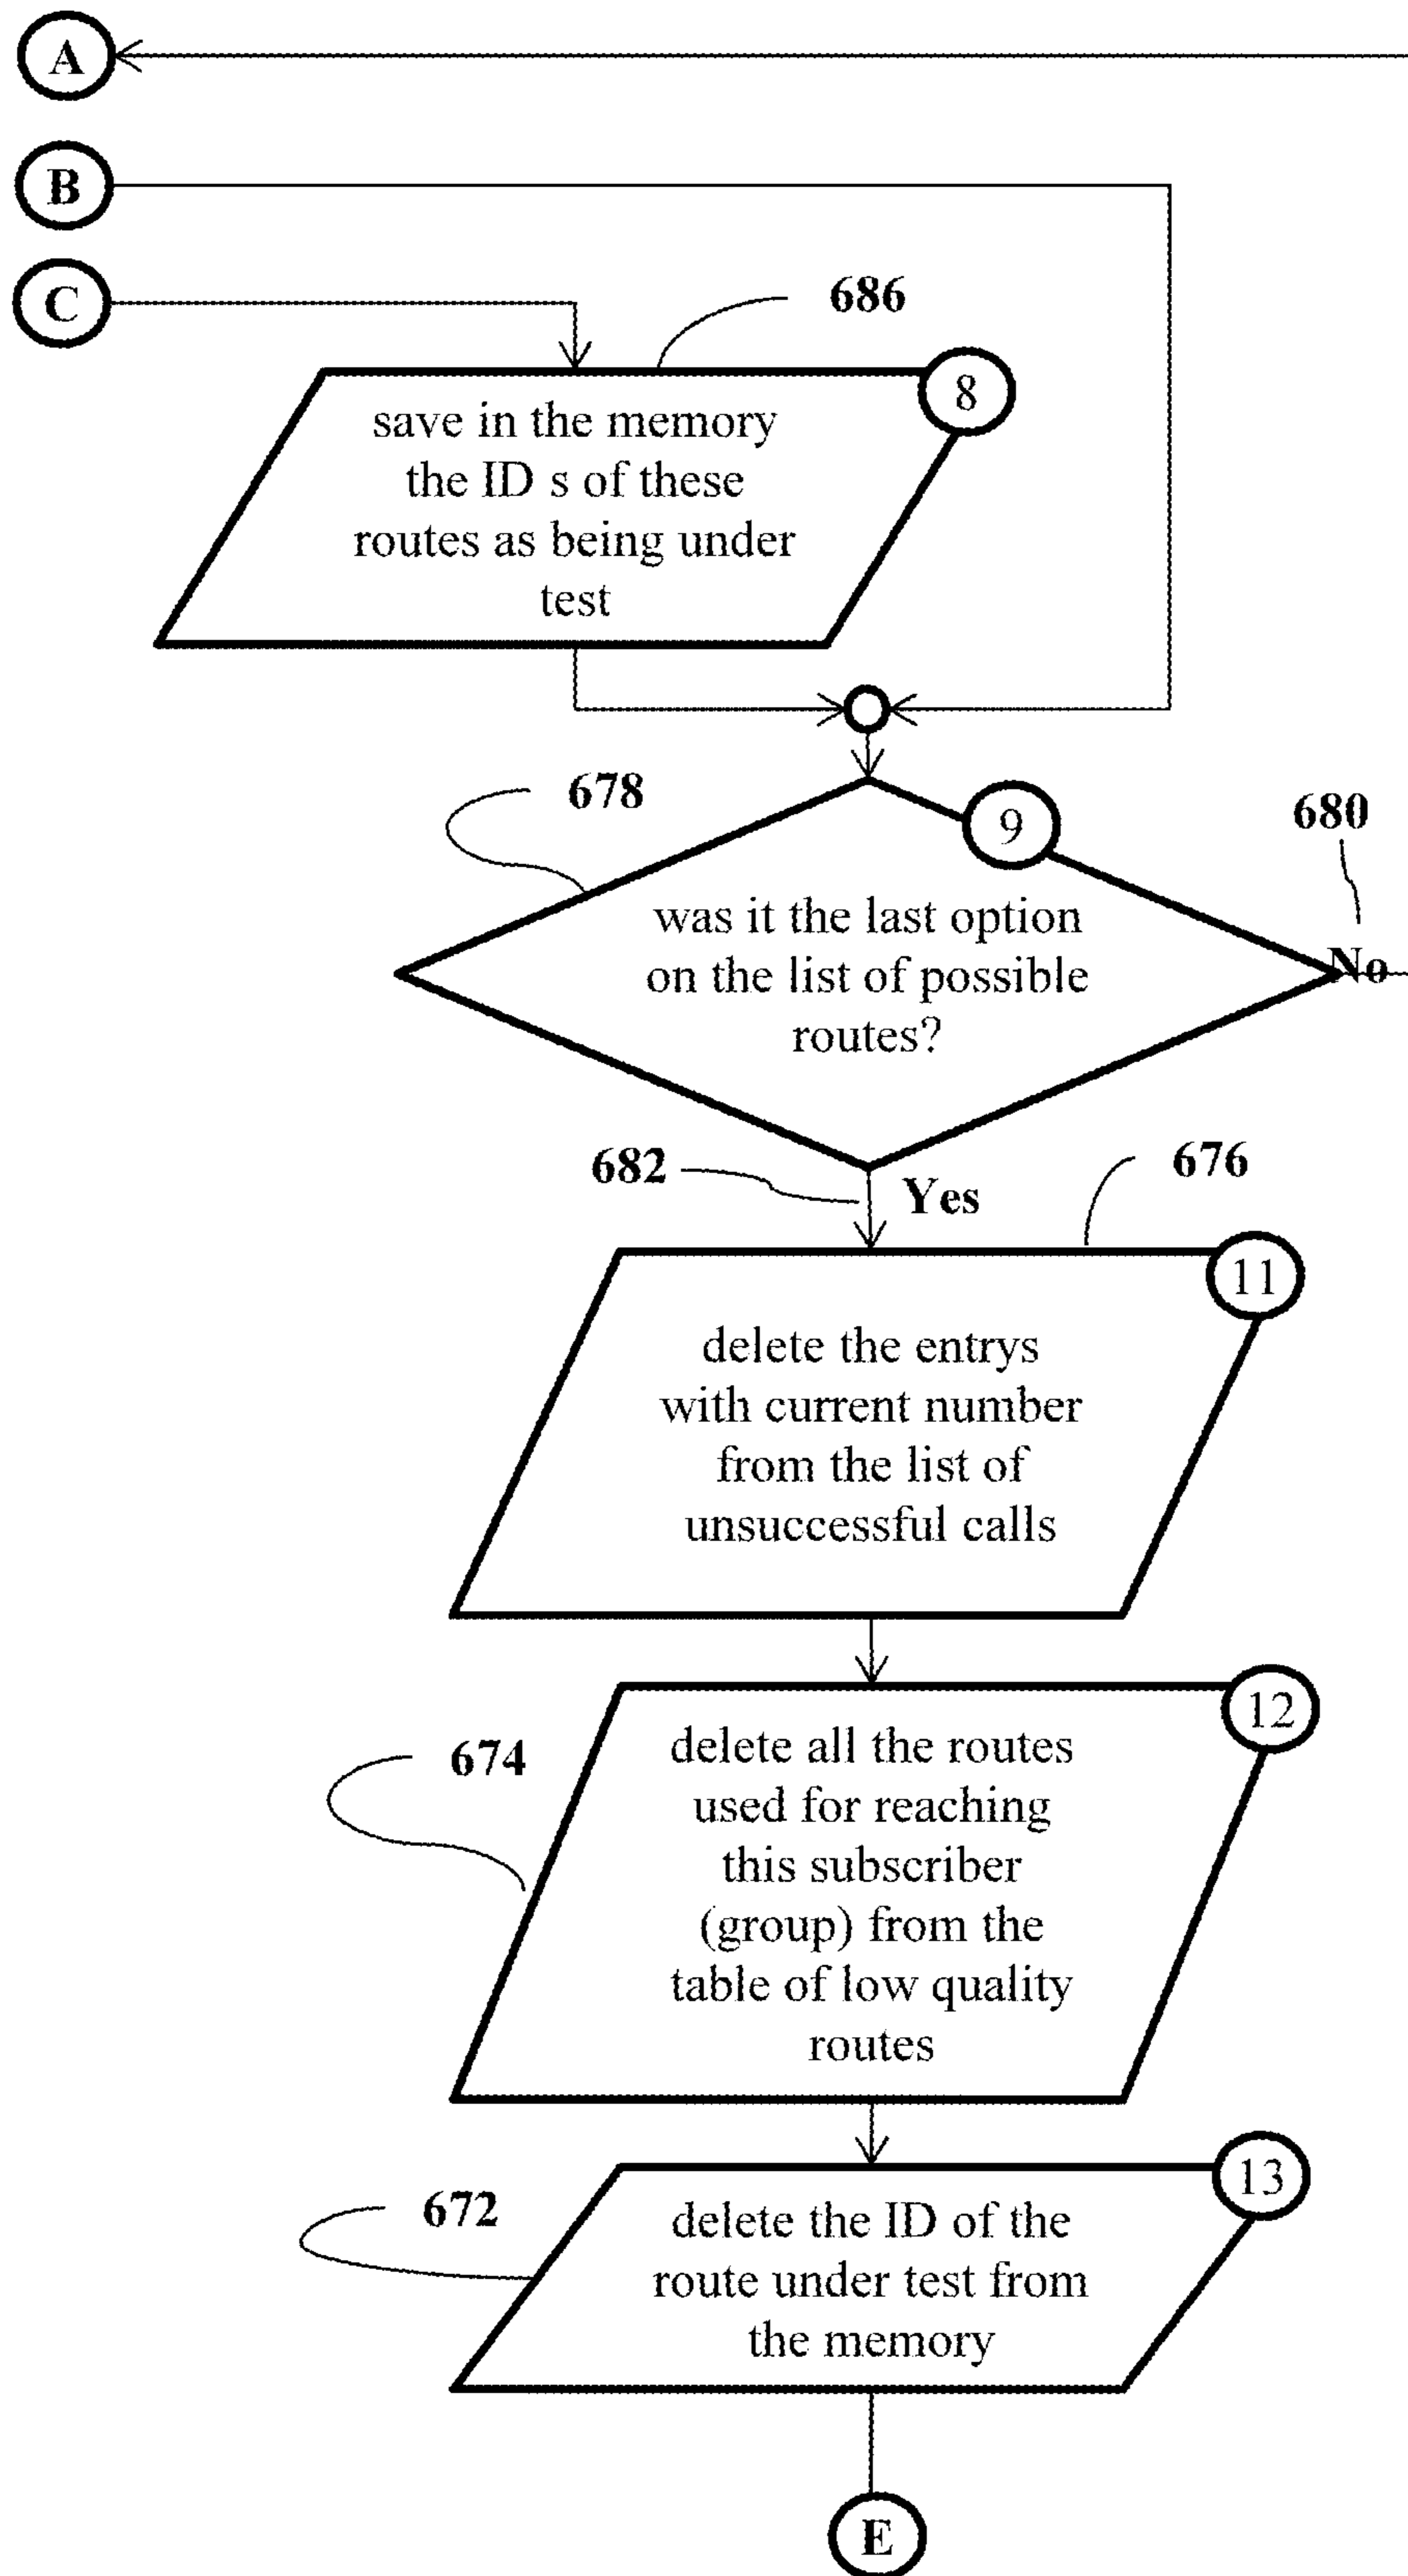 A
B
C
686
8
save in the memory
the ID s of these
routes as being under
test
678
9
680
was it the last option
on the list of possible
routes?
No
682
Yes
676
11
delete the entrys
with current number
from the list of
unsuccessful calls
12
674
delete all the routes
used for reaching
this subscriber
(group) from the
table of low quality
routes
13
672
delete the ID of the
route under test from
the memory
E